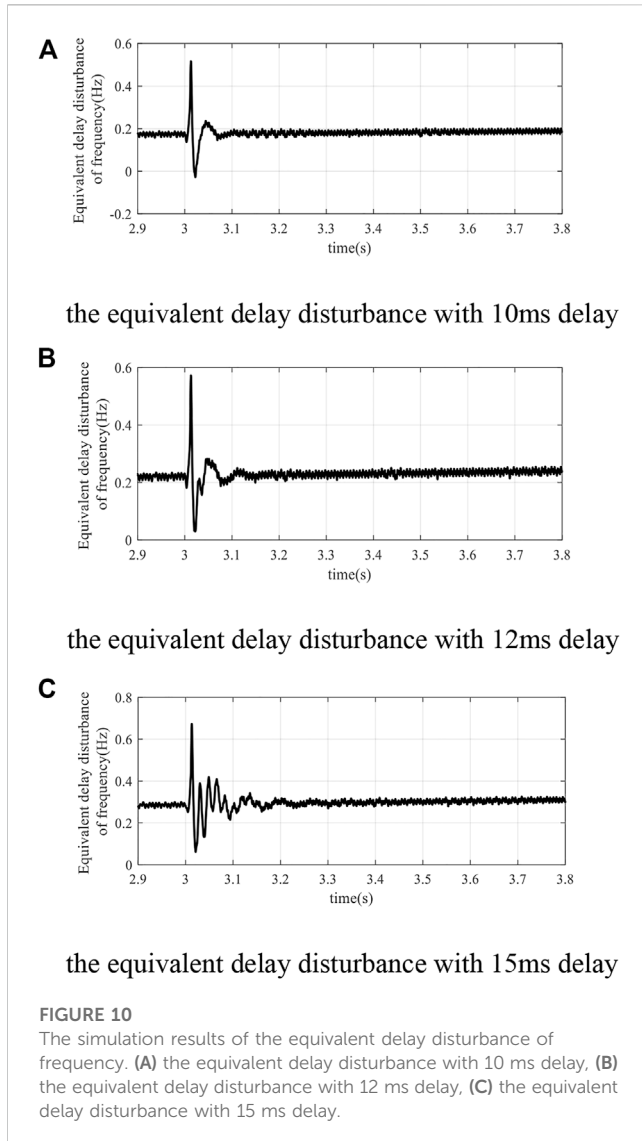 A
Equivalent delay disturbance
of frequency(Hz)
0.6
0.4
0.2
0
-0.2
2.9 3 3.1 3.2 3.3 3.4 3.5 3.6 3.7 3.8
time(s)
the equivalent delay disturbance with 10ms delay
B
Equivalent delay disturbance
of frequency(Hz)
0.6
0.4
0.2
0
2.9 3 3.1 3.2 3.3 3.4 3.5 3.6 3.7 3.8
time(s)
the equivalent delay disturbance with 12ms delay
C
Equivalent delay disturbance
of frequency(Hz)
0.8
0.6
0.4
0.2
0
2.9 3 3.1 3.2 3.3 3.4 3.5 3.6 3.7 3.8
time(s)
the equivalent delay disturbance with 15ms delay
FIGURE 10
The simulation results of the equivalent delay disturbance of
frequency. (A) the equivalent delay disturbance with 10 ms delay, (B)
the equivalent delay disturbance with 12 ms delay, (C) the equivalent
delay disturbance with 15 ms delay.